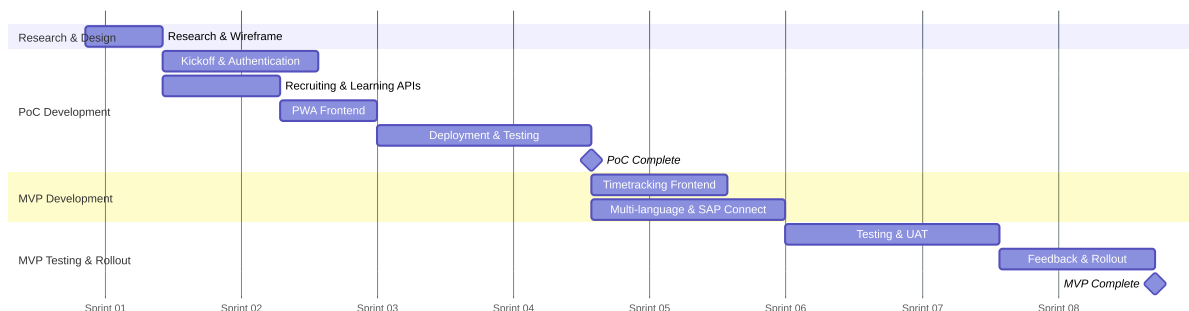 Research & Design
Research & Wireframe
Kickoff & Authentication
Recruiting & Learning APIs
PoC Development
PWA Frontend
Deployment & Testing
PoC Complete
Timetracking Frontend
MVP Development
Multi-language & SAP Connect
Testing & UAT
MVP Testing & Rollout
Feedback & Rollout
MVP Complete
Sprint 01 Sprint 02 Sprint 03 Sprint 04 Sprint 05 Sprint 06 Sprint 07 Sprint 08